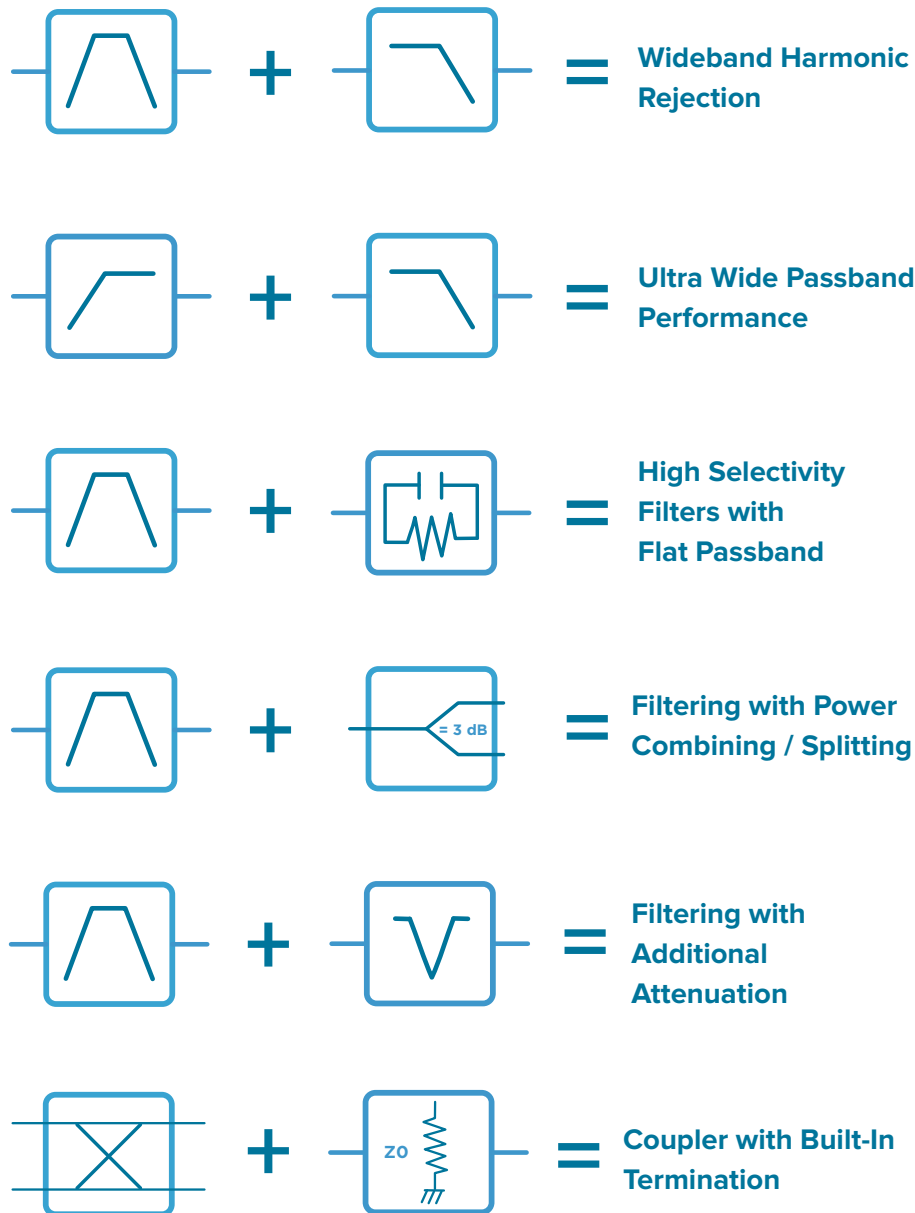 Wideband Harmonic
Rejection
Ultra Wide Passband
Performance
High Selectivity
Filters with
Flat Passband
= 3 dB
Filtering with Power
Combining / Splitting
Filtering with
Additional
Attenuation
ZO
Coupler with Built-In
Termination